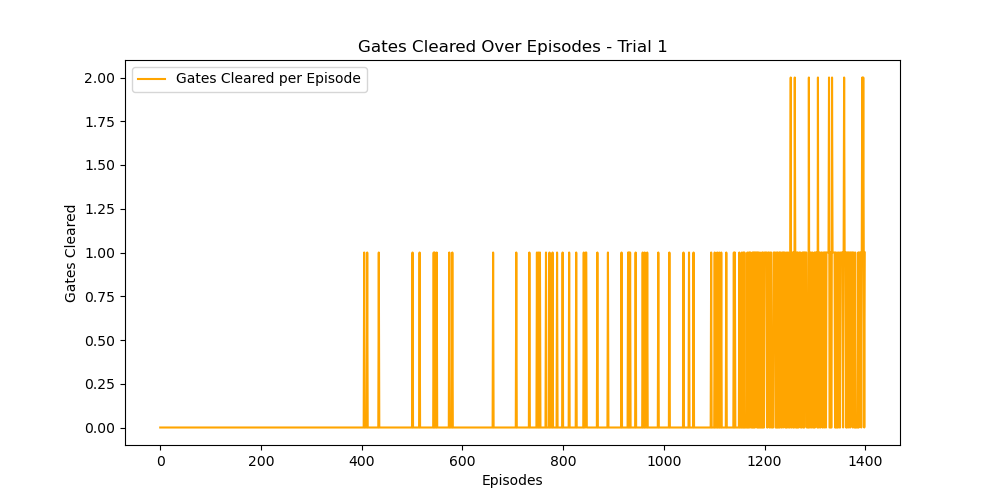 Gates Cleared Over Episodes - Trial 1
Gates Cleared per Episode
Gates Cleared
2.00
1.75
1.50
1.25
1.00
0.75
0.50
0.25
0.00
0 200 400 600 800 1000 1200 1400
Episodes